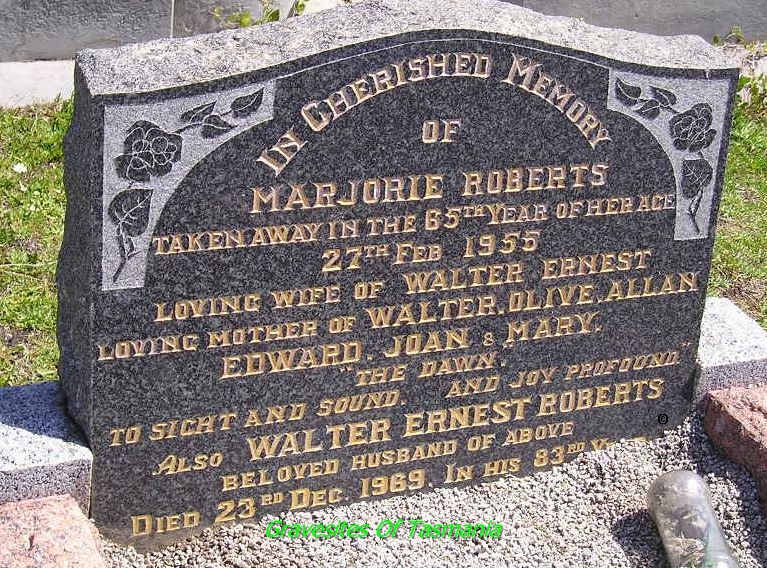 IN CHERISHED MEMORY
OF
MARJORIE ROBERTS
TAKEN AWAY IN THE 65TH YEAR OF HER AGE
27TH FEB 1955
LOVING WIFE OF WALTER ERNEST
LOVING MOTHER OF WALTER, OLIVE, ALLAN
EDWARD, JOAN & MARY.
"THE DAWN,"
TO SIGHT AND SOUND. AND JOY PROFOUND."
ALSO WALTER ERNEST ROBERTS
BELOVED HUSBAND OF ABOVE
DIED 23RD DEC. 1969. IN HIS 83RD
©
Gravesites Of Tasmania